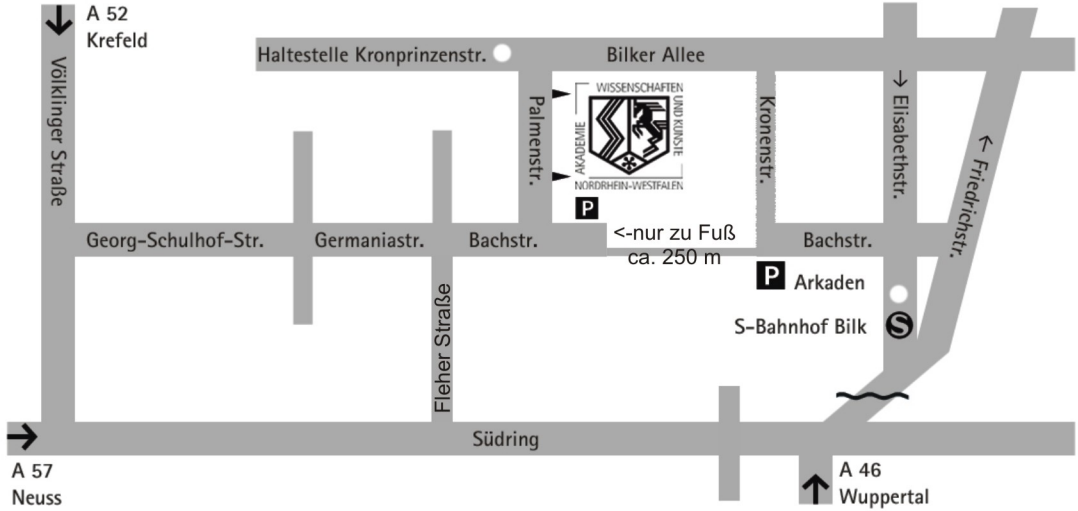 A 52
Krefeld
Völklinger Straße
Haltestelle Kronprinzenstr.
Bilker Allee
Palmenstr.
AKADEMIE
WISSENSCHAFTEN
UND KÜNSTE
NORDRHEIN-WESTFALEN
Kronenstr.
Elisabethstr.
Friedrichstr.
P
Georg-Schulhof-Str.
Germaniastr.
Bachstr.
<-nur zu Fuß
ca. 250 m
Bachstr.
P Arkaden
S-Bahnhof Bilk S
Fleher Straße
Südring
A 57
Neuss
A 46
Wuppertal